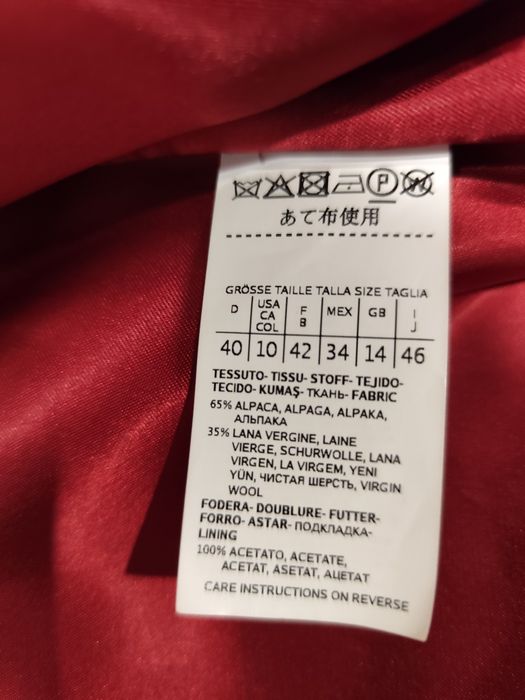 P
あて布使用
GRÖSSE TAILLE TALLA SIZE TAGLIA
D USA CA COL F B MEX GB I J
40 10 42 34 14 46
TESSUTO- TISSU- STOFF- TEJIDO-
TECIDO- KUMAŞ- ТКАНЬ- FABRIC
65% ALPACA, ALPAGA, ALPAKA,
АЛЬПАКА
35% LANA VERGINE, LAINE
VIERGE, SCHURWOLLE, LANA
VIRGEN, LA VIRGEM, YENI
YÜN, ЧИСТАЯ ШЕРСТЬ, VIRGIN
WOOL
FODERA- DOUBLURE- FUTTER-
FORRO- ASTAR- ПОДКЛАДКА-
LINING
100% ACETATO, ACETATE,
ACETAT, ASETAT, АЦЕТАТ
CARE INSTRUCTIONS ON REVERSE